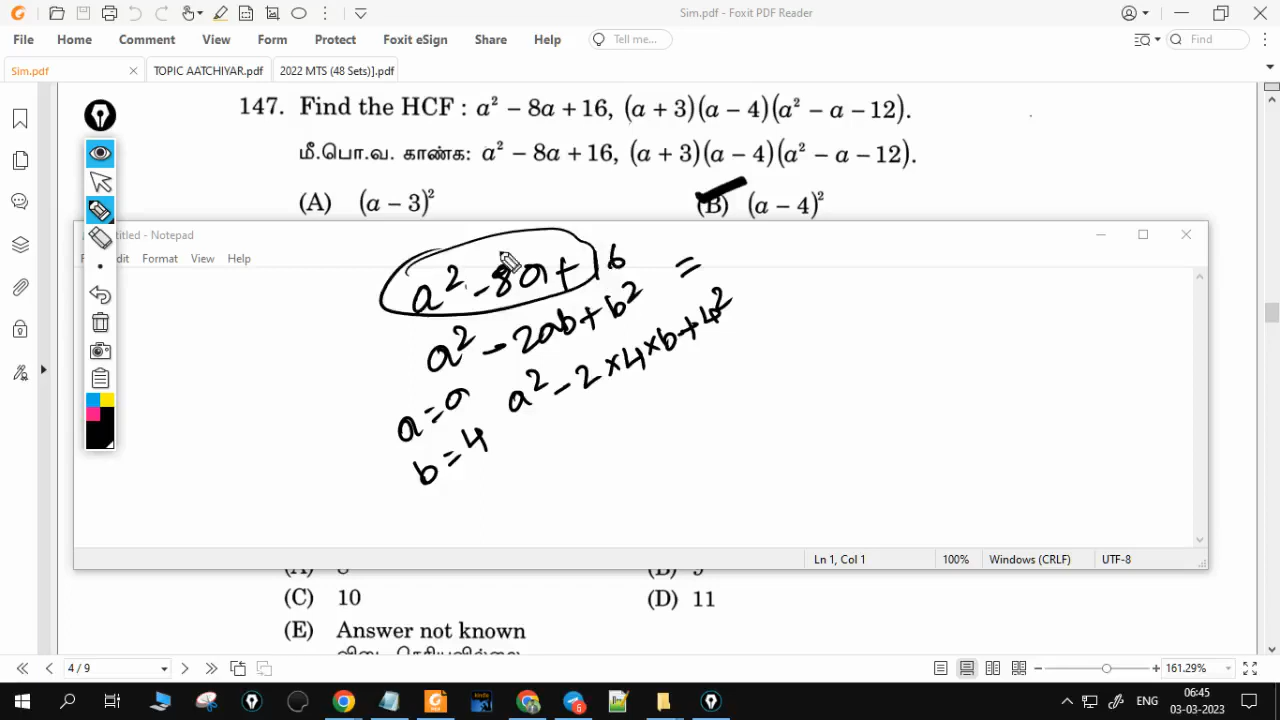 Sim.pdf - Foxit PDF Reader
File Home Comment View Form Protect Foxit eSign Share Help Tell me... Find
Sim.pdf TOPIC AATCHIYAR.pdf 2022 MTS (48 Sets)].pdf
147. Find the HCF : a² − 8a + 16, (a + 3)(a − 4)(a² − a − 12).
மீ.பொ.வ. காண்க: a² − 8a + 16, (a + 3)(a − 4)(a² − a − 12).
(A) (a − 3)² (B) (a − 4)²
- Notepad
Format View Help
a² - 8a + 16 =
a² - 2ab + b²
a² - 2×4×b + 4²
a = a
b = 4
Ln 1, Col 1 100% Windows (CRLF) UTF-8
(C) 10 (D) 11
(E) Answer not known
4 / 9 161.29%
ENG 06:45
03-03-2023